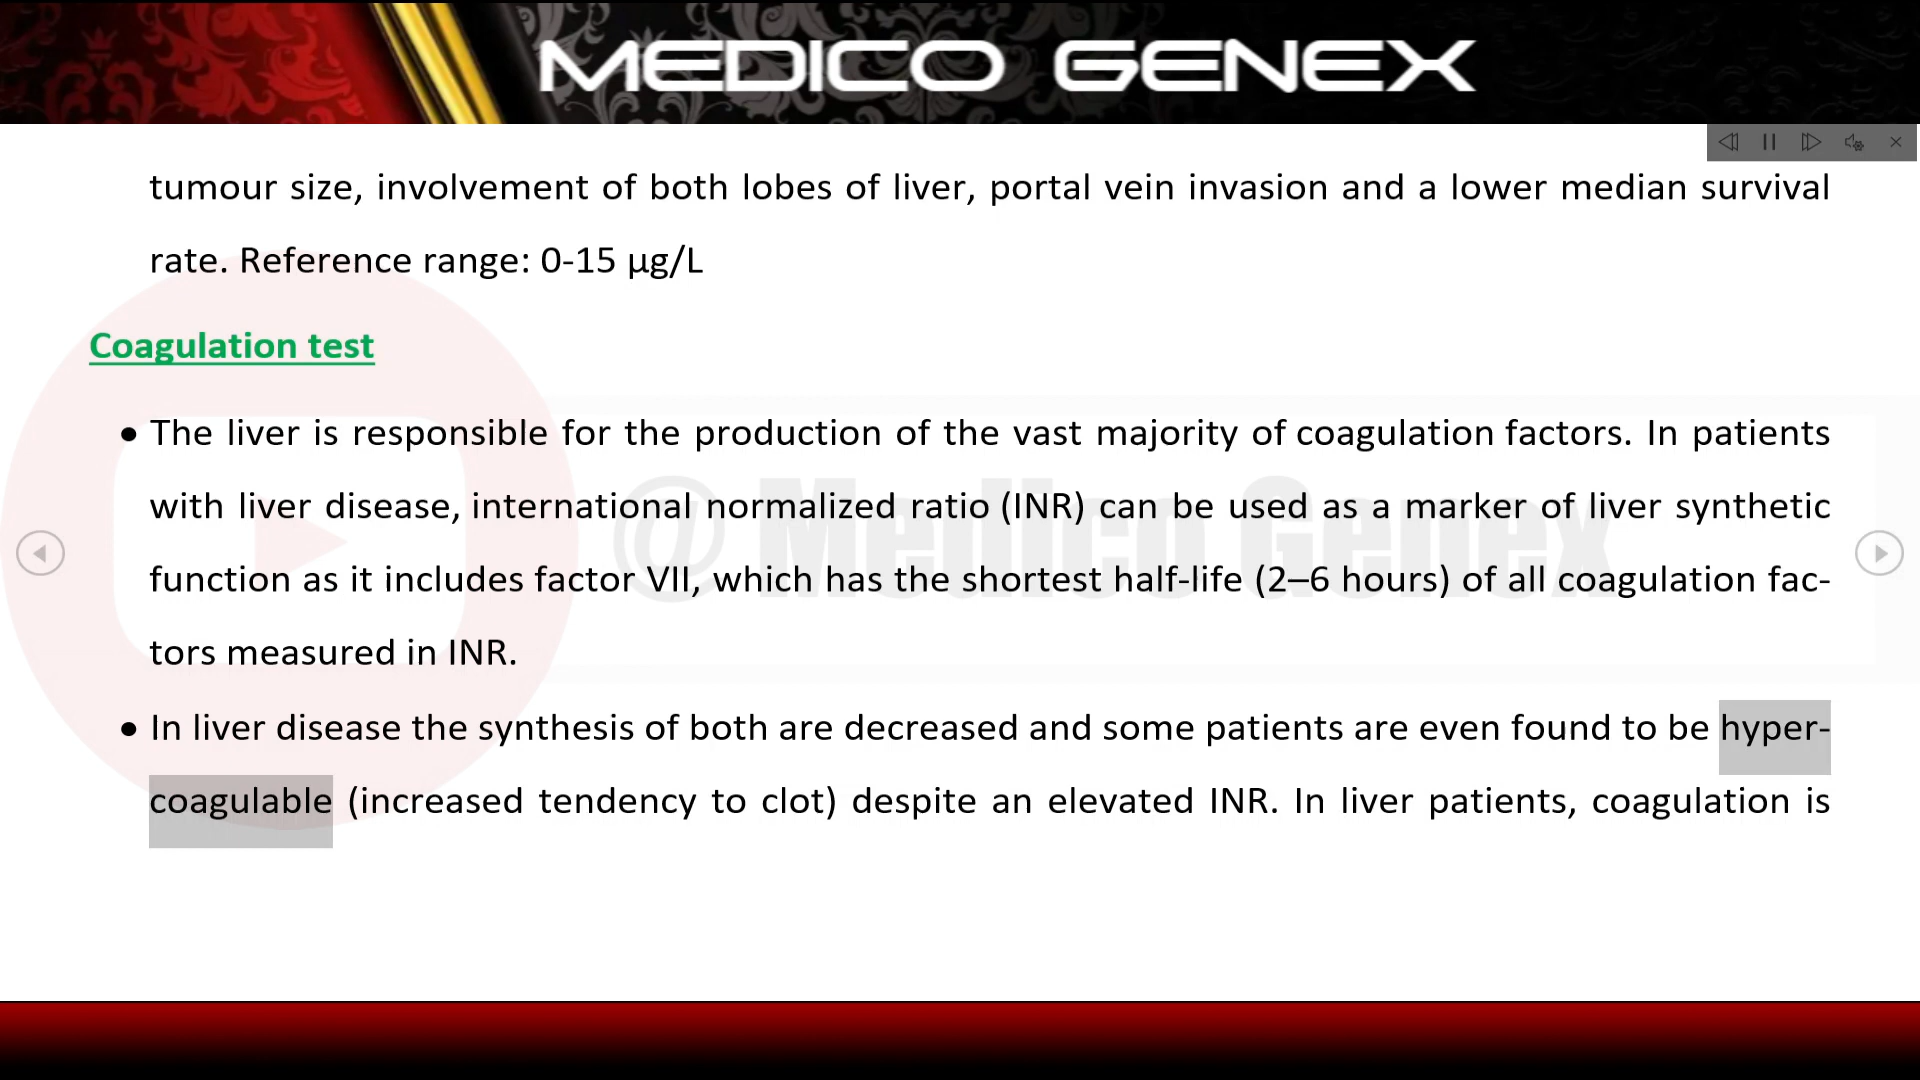 MEDICO GENEX
tumour size, involvement of both lobes of liver, portal vein invasion and a lower median survival
rate. Reference range: 0-15 µg/L
Coagulation test
• The liver is responsible for the production of the vast majority of coagulation factors. In patients
with liver disease, international normalized ratio (INR) can be used as a marker of liver synthetic
function as it includes factor VII, which has the shortest half-life (2–6 hours) of all coagulation fac-
tors measured in INR.
@ Medico Genex
• In liver disease the synthesis of both are decreased and some patients are even found to be hyper-
coagulable (increased tendency to clot) despite an elevated INR. In liver patients, coagulation is